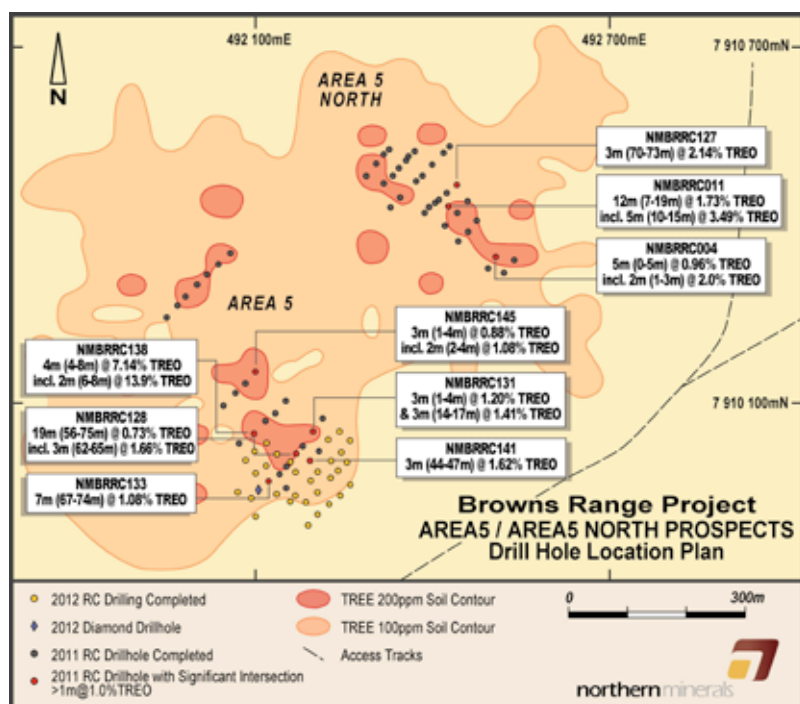 492 100mE
492 700mE
7 910 700mN
N
AREA 5
NORTH
NMBRRC127
3m (70-73m) @ 2.14% TREO
NMBRRC011
12m (7-19m) @ 1.73% TREO
incl. 5m (10-15m) @ 3.49% TREO
NMBRRC004
5m (0-5m) @ 0.96% TREO
incl. 2m (1-3m) @ 2.0% TREO
AREA 5
NMBRRC145
3m (1-4m) @ 0.88% TREO
incl. 2m (2-4m) @ 1.08% TREO
NMBRRC138
4m (4-8m) @ 7.14% TREO
incl. 2m (6-8m) @ 13.9% TREO
NMBRRC131
3m (1-4m) @ 1.20% TREO
& 3m (14-17m) @ 1.41% TREO
7 910 100mN
NMBRRC128
19m (56-75m) @ 0.73% TREO
incl. 3m (62-65m) @ 1.66% TREO
NMBRRC141
3m (44-47m) @ 1.62% TREO
NMBRRC133
7m (67-74m) @ 1.08% TREO
Browns Range Project
AREA5 / AREA5 NORTH PROSPECTS
Drill Hole Location Plan
2012 RC Drilling Completed
2012 Diamond Drillhole
2011 RC Drillhole Completed
2011 RC Drillhole with Significant Intersection
>1m@1.0%TREO
TREE 200ppm Soil Contour
TREE 100ppm Soil Contour
Access Tracks
0
300m
northernminerals